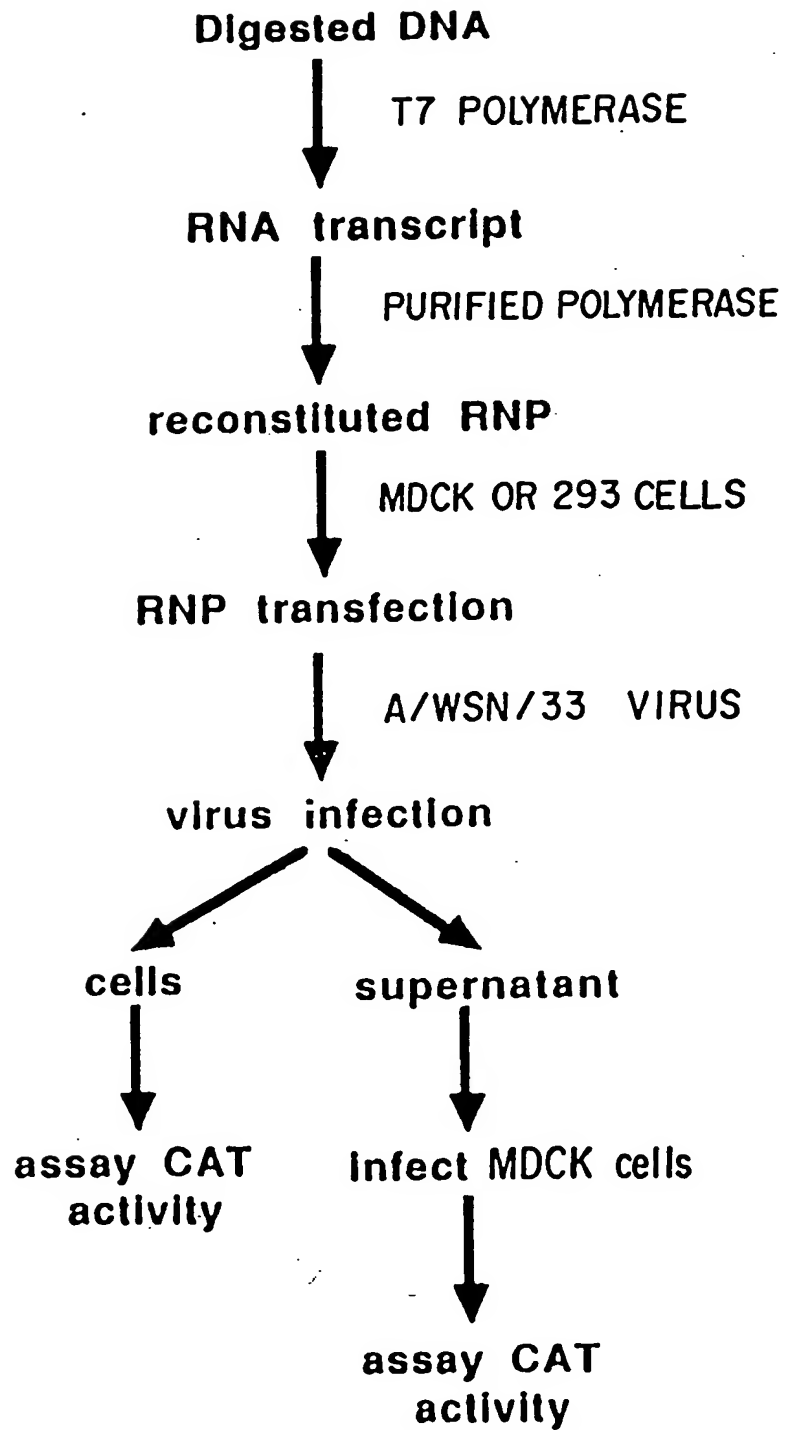 Digested DNA
T7 POLYMERASE
RNA transcript
PURIFIED POLYMERASE
reconstituted RNP
MDCK OR 293 CELLS
RNP transfection
A/WSN/33 VIRUS
virus infection
cells
supernatant
assay CAT
activity
infect MDCK cells
assay CAT
activity